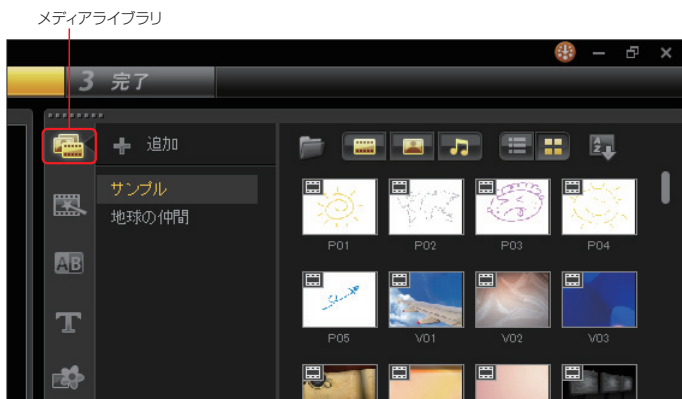 メディアライブラリ
3 完了
追加
サンプル
地球の仲間
P01 P02 P03 P04
P05 V01 V02 V03
AB
T
A
Z